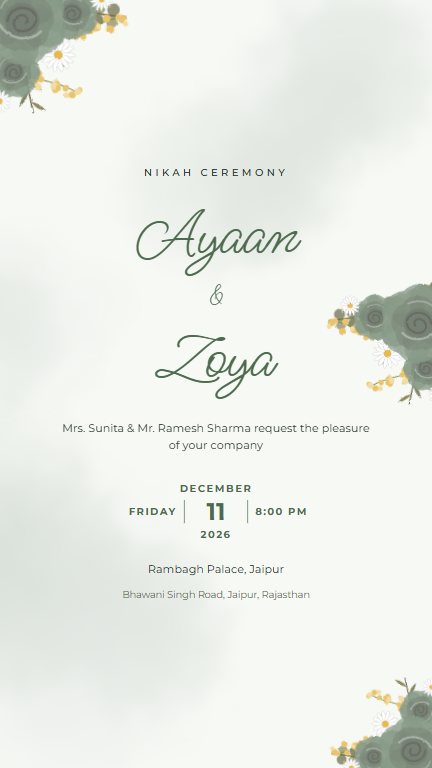 NIKAH CEREMONY
Ayaan
&
Zoya
Mrs. Sunita & Mr. Ramesh Sharma request the pleasure
of your company
DECEMBER
FRIDAY 11 8:00 PM
2026
Rambagh Palace, Jaipur
Bhawani Singh Road, Jaipur, Rajasthan